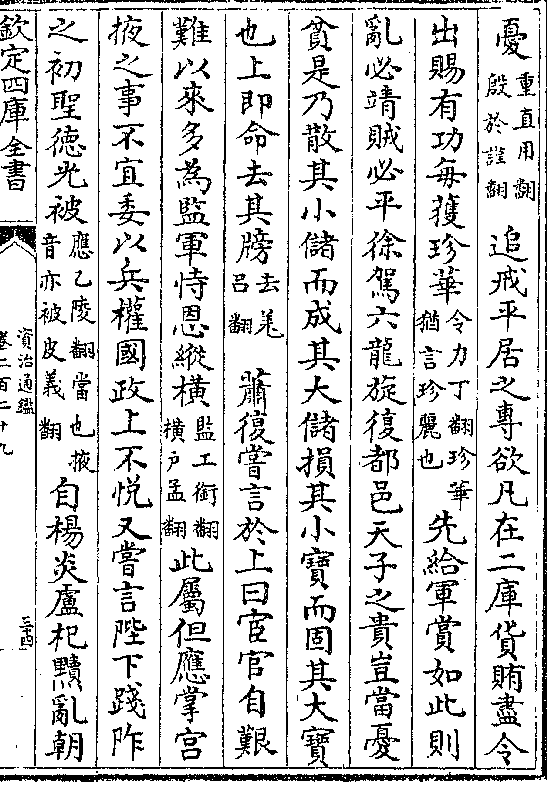 憂重直用翻殷於謹翻追戒平居之專欲凡在二庫貨賄盡令
出賜有功每獲珍華令力丁翻珍華猶言珍麗也先給軍賞如此則
亂必靖賊必平徐駕六龍旋復都邑天子之貴豈當憂
貧是乃散其小儲而成其大儲損其小寶而固其大寶
也上即命去其牓去羌吕翻蕭復嘗言於上曰宦官自艱
難以來多為監軍恃恩縱橫監工銜翻橫户孟翻此屬但應掌宮
掖之事不宜委以兵權國政上不悦又嘗言陛下踐阼
之初聖德光被應乙陵翻當也掖音亦被皮義翻自楊炎盧杞黷亂朝
欽定四庫全書
資治通鑑
卷二百二十九
三十四